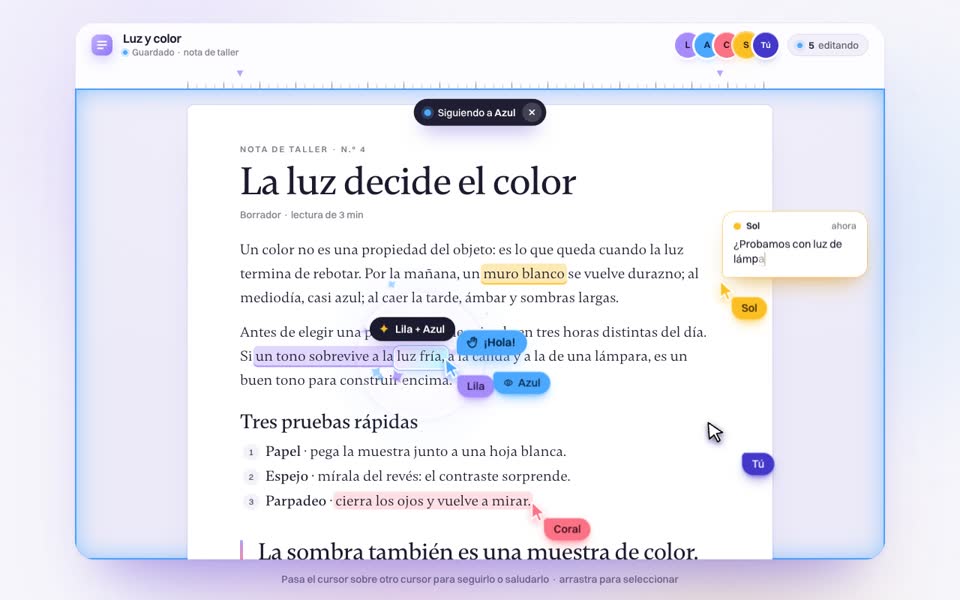 Luz y color
Guardado · nota de taller
L A C S Tú
5 editando
Siguiendo a Azul
NOTA DE TALLER · N.º 4
La luz decide el color
Borrador · lectura de 3 min
Un color no es una propiedad del objeto: es lo que queda cuando la luz
termina de rebotar. Por la mañana, un muro blanco se vuelve durazno; al
mediodía, casi azul; al caer la tarde, ámbar y sombras largas.
Sol ahora
¿Probamos con luz de
lámpa
Sol
Antes de elegir una en tres horas distintas del día.
Lila + Azul
¡Hola!
Si un tono sobrevive a la luz fría, a la cálida y a la de una lámpara, es un
buen tono para construir encima.
Lila
Azul
Tres pruebas rápidas
1 Papel · pega la muestra junto a una hoja blanca.
2 Espejo · mírala del revés: el contraste sorprende.
Tú
3 Parpadeo · cierra los ojos y vuelve a mirar.
Coral
La sombra también es una muestra de color.
Pasa el cursor sobre otro cursor para seguirlo o saludarlo · arrastra para seleccionar